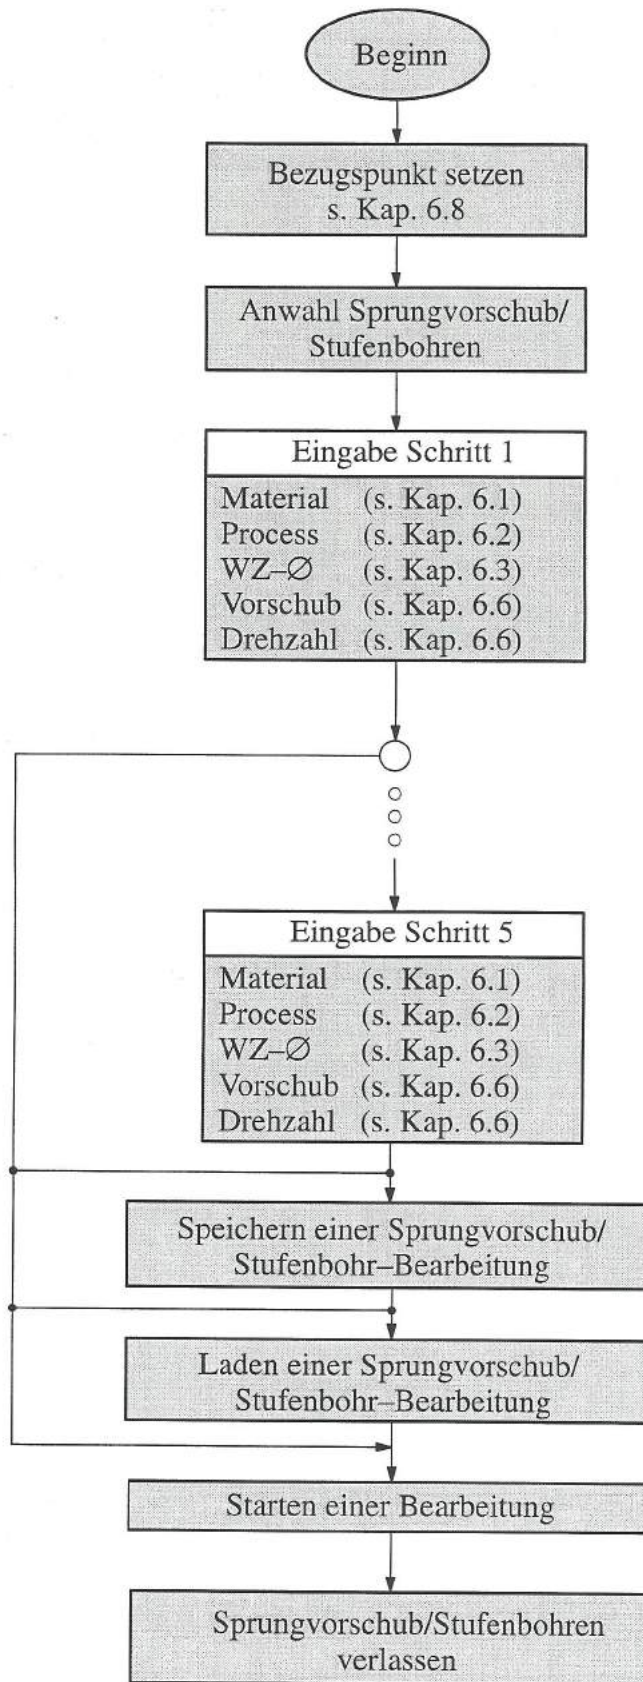 Beginn
Bezugspunkt setzen
s. Kap. 6.8
Anwahl Sprungvorschub/
Stufenbohren
Eingabe Schritt 1
Material (s. Kap. 6.1)
Process (s. Kap. 6.2)
WZ–∅ (s. Kap. 6.3)
Vorschub (s. Kap. 6.6)
Drehzahl (s. Kap. 6.6)
Eingabe Schritt 5
Material (s. Kap. 6.1)
Process (s. Kap. 6.2)
WZ–∅ (s. Kap. 6.3)
Vorschub (s. Kap. 6.6)
Drehzahl (s. Kap. 6.6)
Speichern einer Sprungvorschub/
Stufenbohr–Bearbeitung
Laden einer Sprungvorschub/
Stufenbohr–Bearbeitung
Starten einer Bearbeitung
Sprungvorschub/Stufenbohren
verlassen